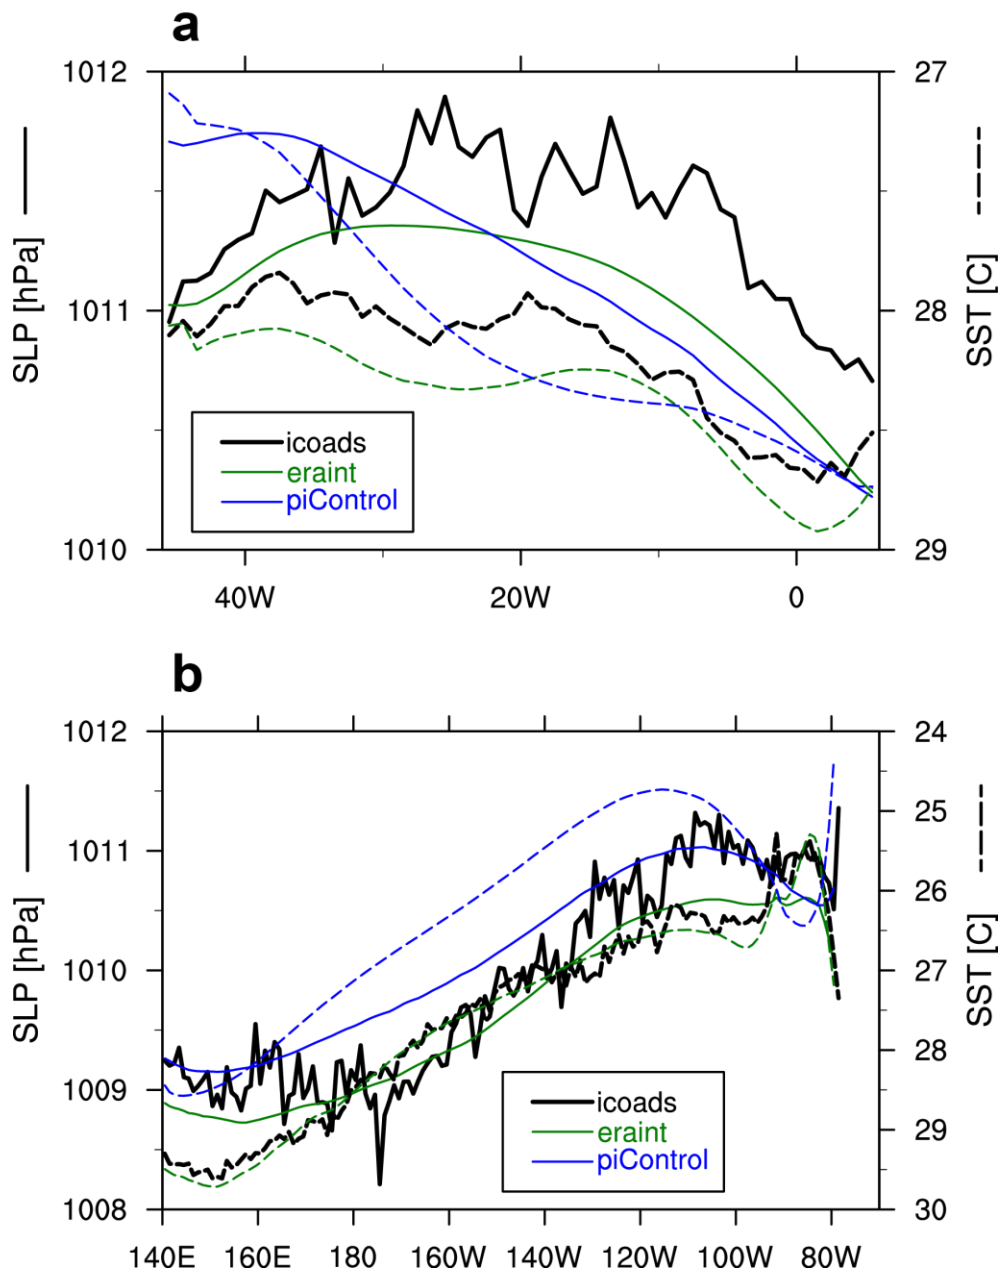 a
1012
1011
1010
SLP [hPa]
27
28
29
SST [C]
icoads
eraint
piControl
40W
20W
0
b
1012
1011
1010
1009
1008
SLP [hPa]
24
25
26
27
28
29
30
SST [C]
icoads
eraint
piControl
140E
160E
180
160W
140W
120W
100W
80W